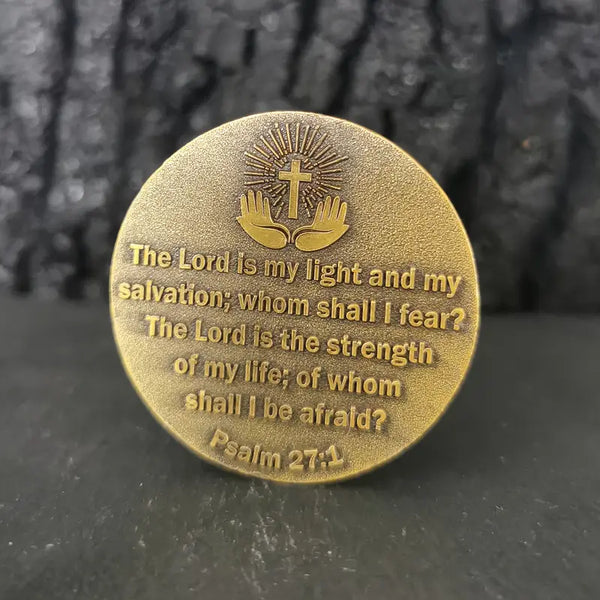 The Lord is my light and my
salvation; whom shall I fear?
The Lord is the strength
of my life; of whom
shall I be afraid?
Psalm 27:1